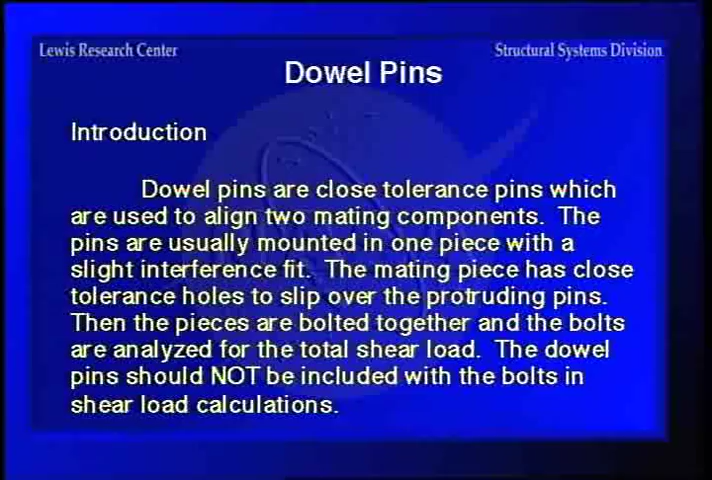 Lewis Research Center
Structural Systems Division
Dowel Pins
Introduction
Dowel pins are close tolerance pins which
are used to align two mating components. The
pins are usually mounted in one piece with a
slight interference fit. The mating piece has close
tolerance holes to slip over the protruding pins.
Then the pieces are bolted together and the bolts
are analyzed for the total shear load. The dowel
pins should NOT be included with the bolts in
shear load calculations.